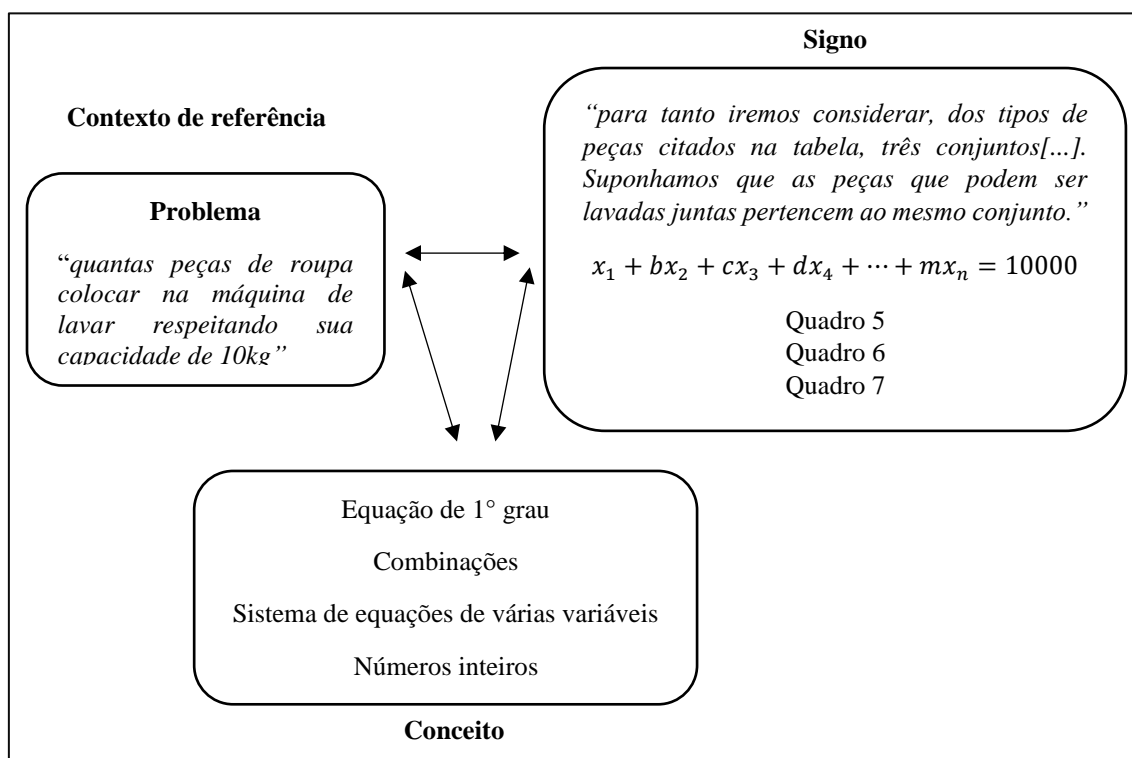 Signo
“para tanto iremos considerar, dos tipos de
peças citados na tabela, três conjuntos[...].
Suponhamos que as peças que podem ser
lavadas juntas pertencem ao mesmo conjunto.”
𝑥₁ + 𝑏𝑥₂ + 𝑐𝑥₃ + 𝑑𝑥₄ + ⋯ + 𝑚𝑥ₙ = 10000
Quadro 5
Quadro 6
Quadro 7
Contexto de referência
Problema
“quantas peças de roupa
colocar na máquina de
lavar respeitando sua
capacidade de 10kg”
Equação de 1° grau
Combinações
Sistema de equações de várias variáveis
Números inteiros
Conceito